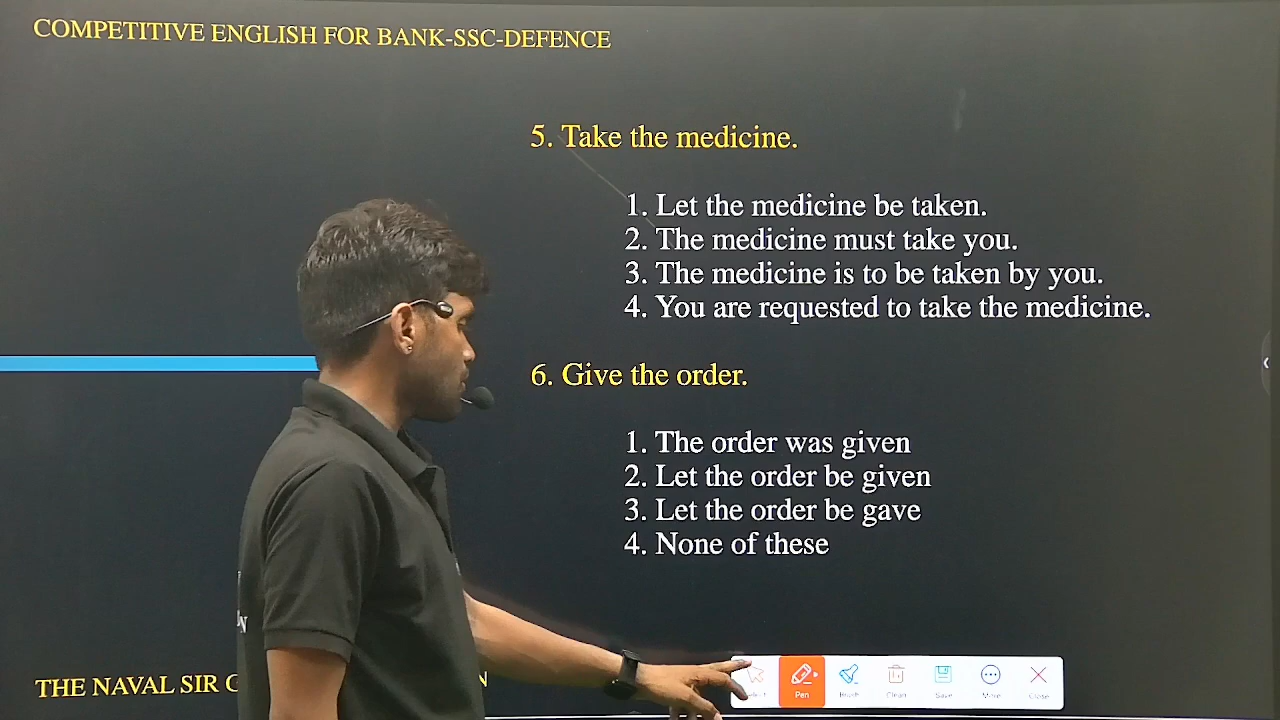 COMPETITIVE ENGLISH FOR BANK-SSC-DEFENCE
5. Take the medicine.
1. Let the medicine be taken.
2. The medicine must take you.
3. The medicine is to be taken by you.
4. You are requested to take the medicine.
6. Give the order.
1. The order was given
2. Let the order be given
3. Let the order be gave
4. None of these
THE NAVAL SIR
Pen
Brush
Clean
Save
More
Close